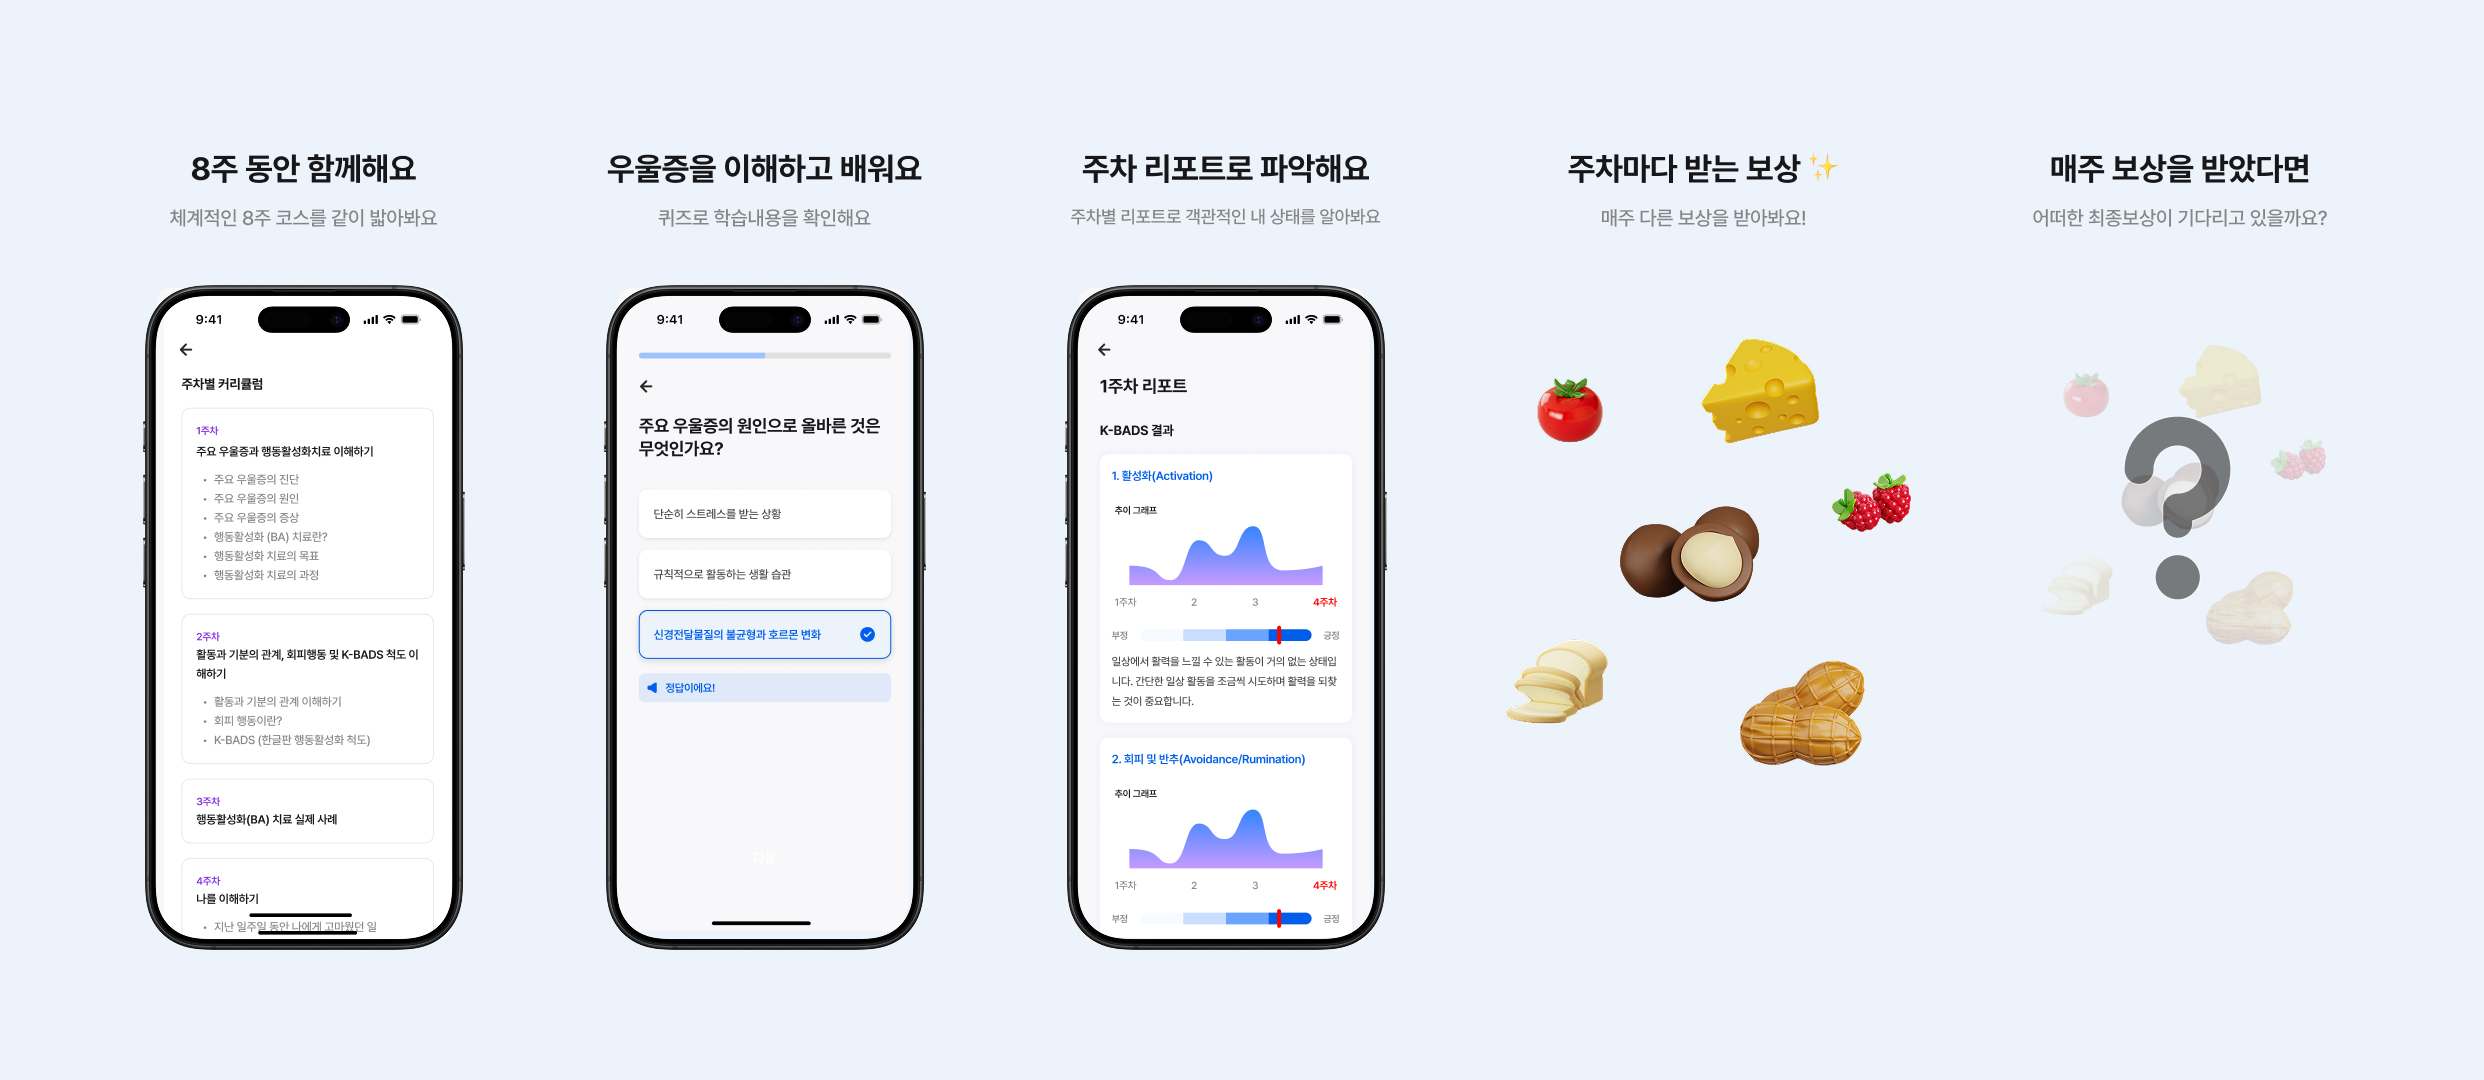 8주 동안 함께해요
체계적인 8주 코스를 같이 밟아봐요
9:41
주차별 커리큘럼
1주차
주요 우울증과 행동활성화치료 이해하기
• 주요 우울증의 진단
• 주요 우울증의 원인
• 주요 우울증의 증상
• 행동활성화 (BA) 치료란?
• 행동활성화 치료의 목표
• 행동활성화 치료의 과정
2주차
활동과 기분의 관계, 회피행동 및 K-BADS 척도 이
해하기
• 활동과 기분의 관계 이해하기
• 회피 행동이란?
• K-BADS (한글판 행동활성화 척도)
3주차
행동활성화(BA) 치료 실제 사례
4주차
나를 이해하기
• 지난 일주일 동안 나에게 고마웠던 일
우울증을 이해하고 배워요
퀴즈로 학습내용을 확인해요
9:41
주요 우울증의 원인으로 올바른 것은
무엇인가요?
단순히 스트레스를 받는 상황
규칙적으로 활동하는 생활 습관
신경전달물질의 불균형과 호르몬 변화
정답이에요!
다음
주차 리포트로 파악해요
주차별 리포트로 객관적인 내 상태를 알아봐요
9:41
1주차 리포트
K-BADS 결과
1. 활성화(Activation)
추이 그래프
1주차 2 3 4주차
부정 긍정
일상에서 활력을 느낄 수 있는 활동이 거의 없는 상태입
니다. 간단한 일상 활동을 조금씩 시도하며 활력을 되찾
는 것이 중요합니다.
2. 회피 및 반추(Avoidance/Rumination)
추이 그래프
1주차 2 3 4주차
부정 긍정
주차마다 받는 보상 ✨
매주 다른 보상을 받아봐요!
매주 보상을 받았다면
어떠한 최종보상이 기다리고 있을까요?
?